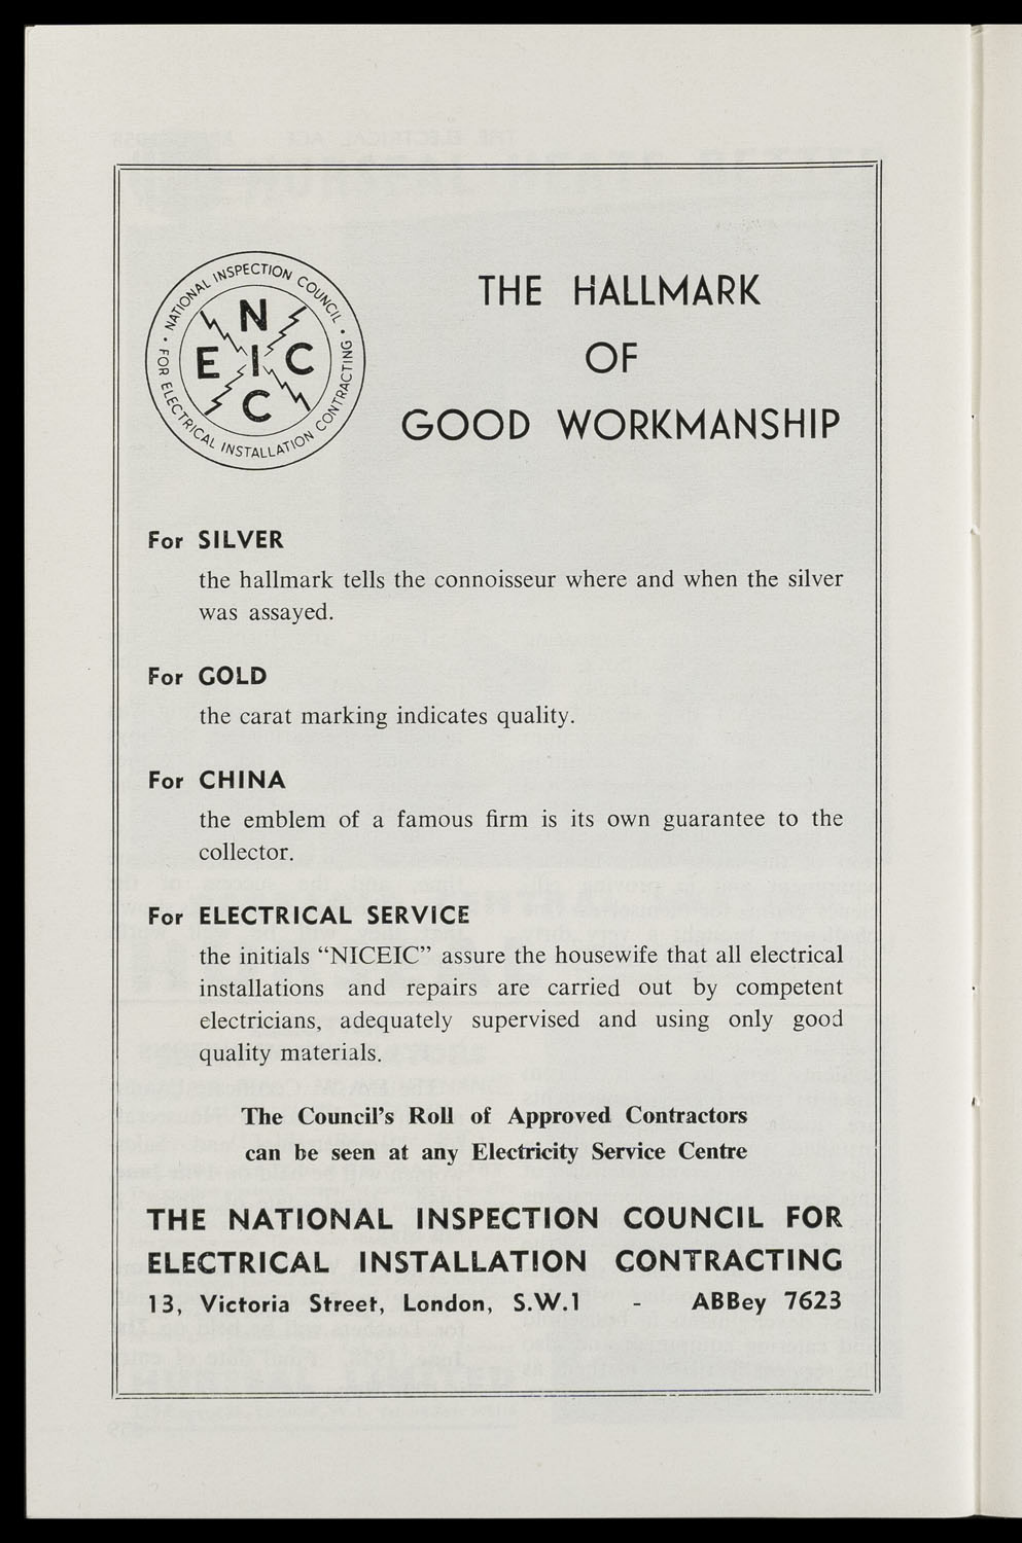 NATIONAL INSPECTION COUNCIL
• FOR ELECTRICAL INSTALLATION CONTRACTING •
N
E I C
C
THE HALLMARK
OF
GOOD WORKMANSHIP
For SILVER
the hallmark tells the connoisseur where and when the silver
was assayed.
For GOLD
the carat marking indicates quality.
For CHINA
the emblem of a famous firm is its own guarantee to the
collector.
For ELECTRICAL SERVICE
the initials “NICEIC” assure the housewife that all electrical
installations and repairs are carried out by competent
electricians, adequately supervised and using only good
quality materials.
The Council's Roll of Approved Contractors
can be seen at any Electricity Service Centre
THE NATIONAL INSPECTION COUNCIL FOR
ELECTRICAL INSTALLATION CONTRACTING
13, Victoria Street, London, S.W.1 - ABBey 7623